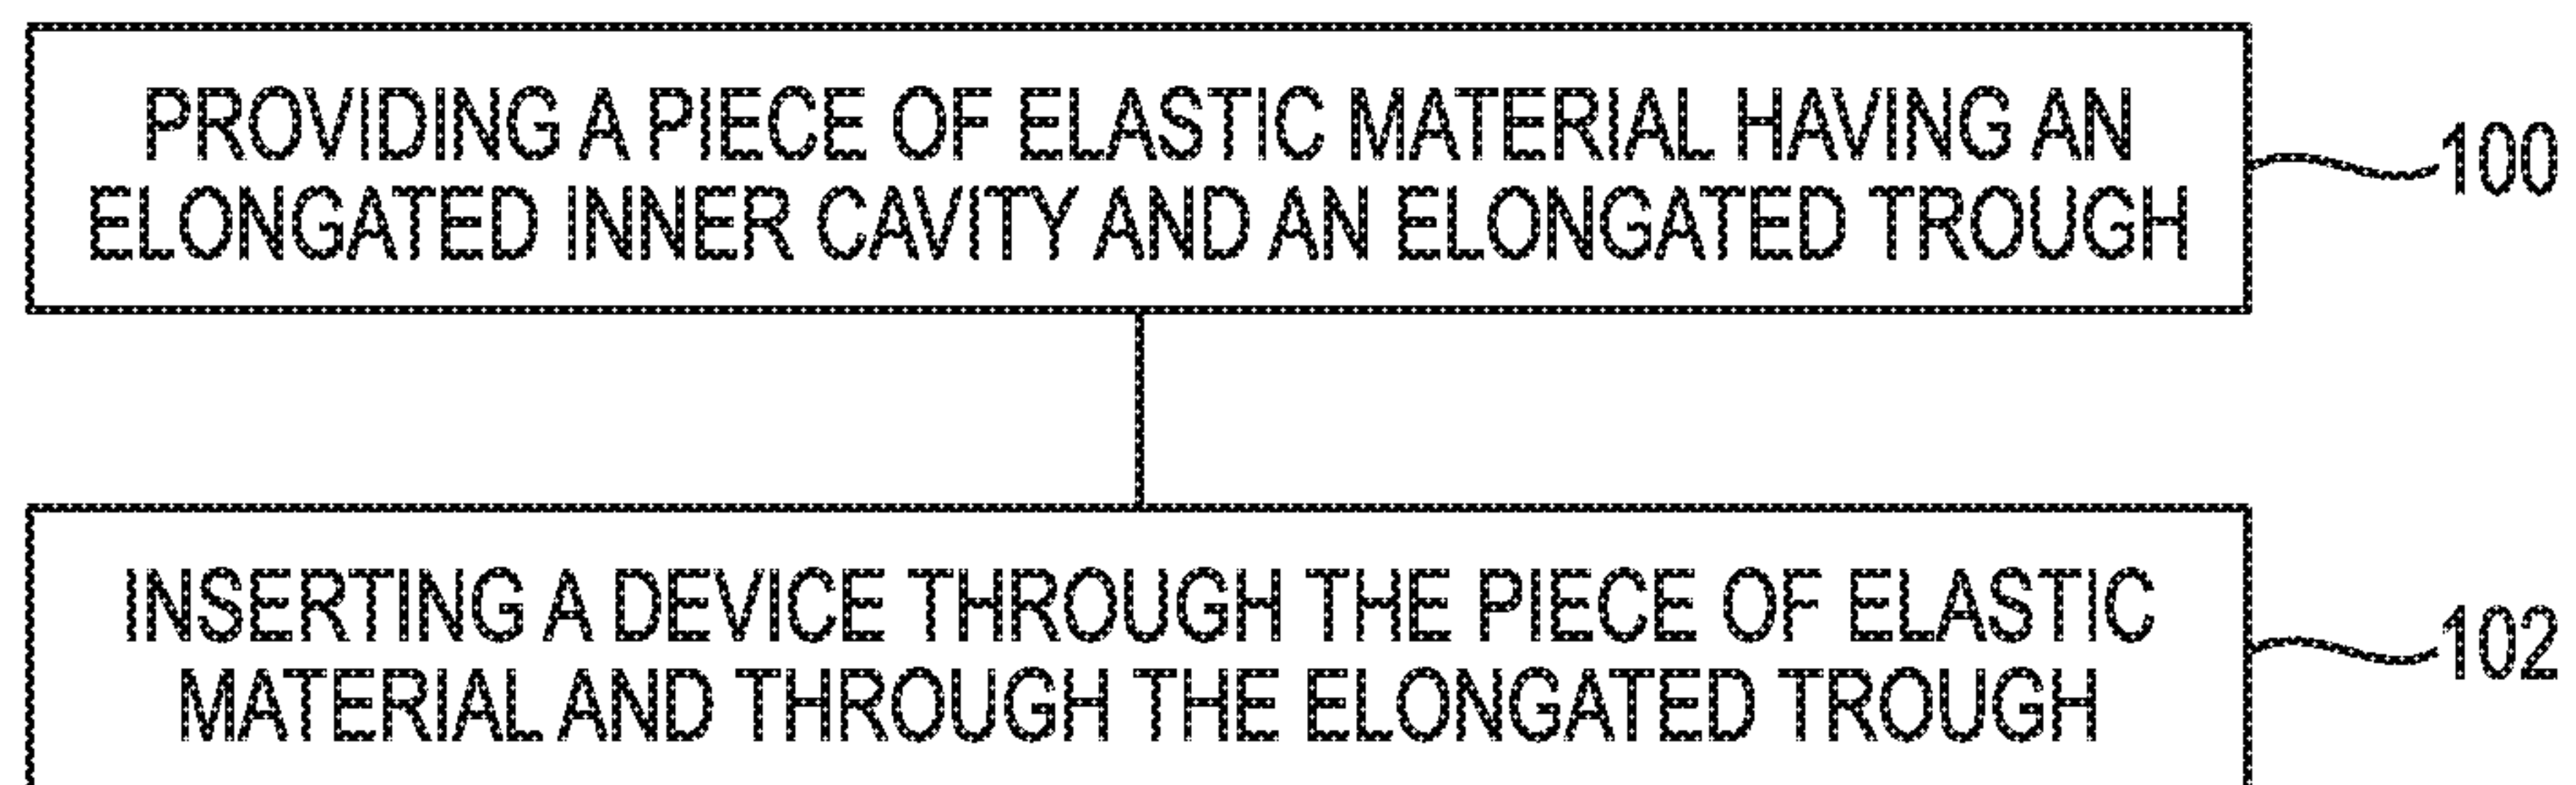 PROVIDING A PIECE OF ELASTIC MATERIAL HAVING AN
ELONGATED INNER CAVITY AND AN ELONGATED TROUGH
100
INSERTING A DEVICE THROUGH THE PIECE OF ELASTIC
MATERIAL AND THROUGH THE ELONGATED TROUGH
102